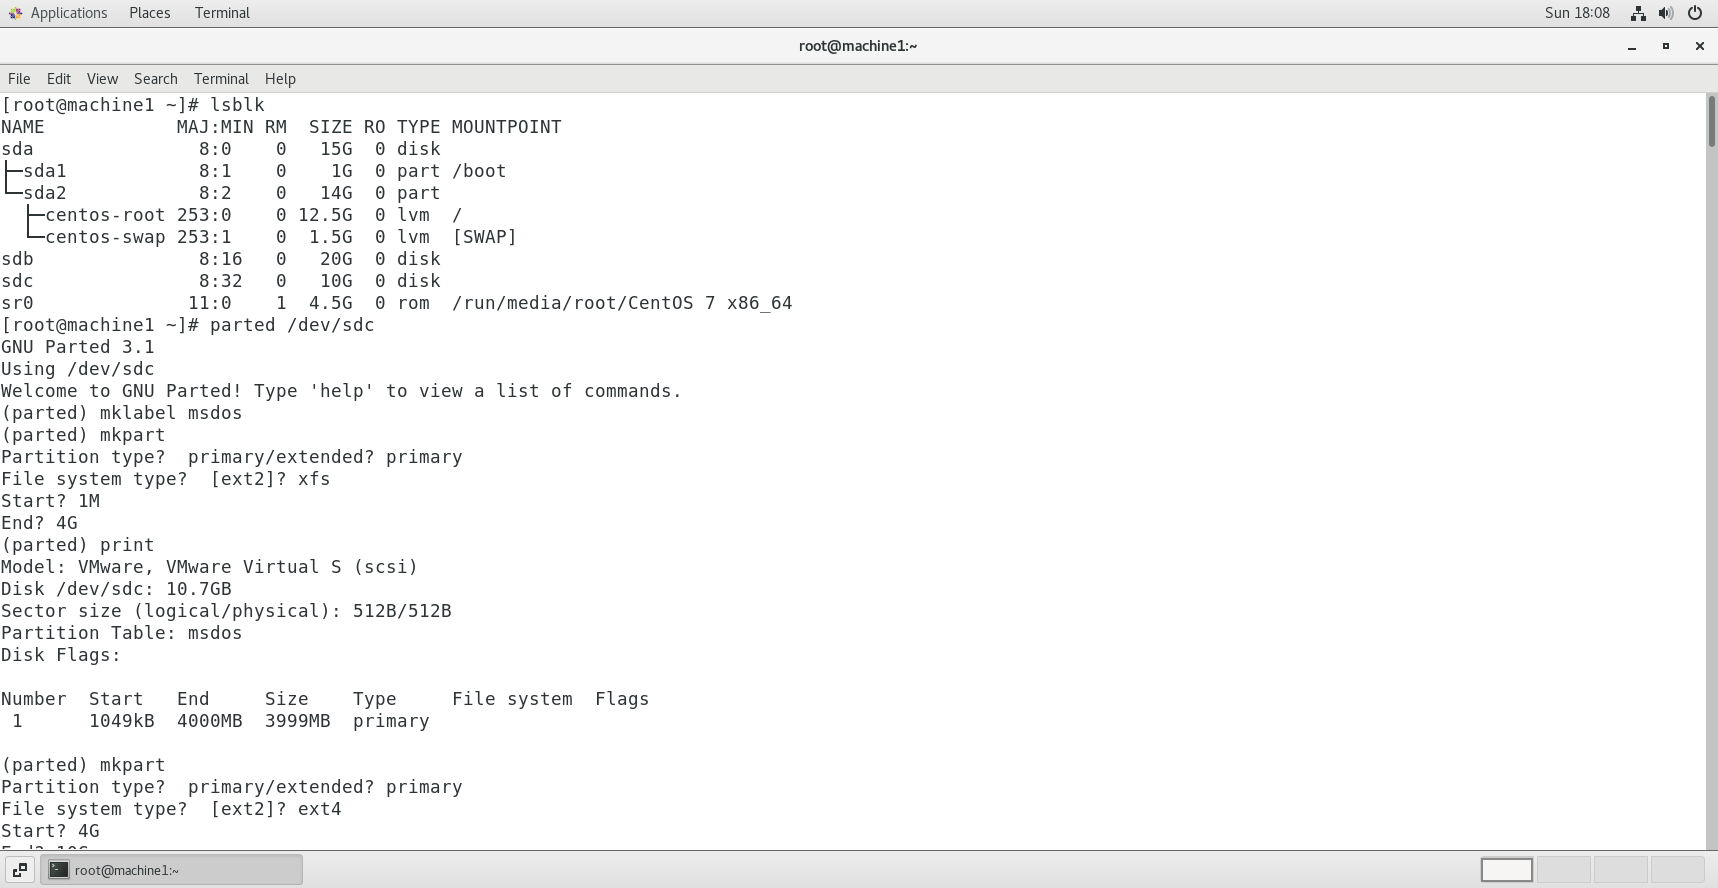 Applications Places Terminal Sun 18:08
root@machine1:~
File Edit View Search Terminal Help
[root@machine1 ~]# lsblk
NAME            MAJ:MIN RM  SIZE RO TYPE MOUNTPOINT
sda               8:0    0   15G  0 disk
├─sda1            8:1    0    1G  0 part /boot
└─sda2            8:2    0   14G  0 part
  ├─centos-root 253:0    0 12.5G  0 lvm  /
  └─centos-swap 253:1    0  1.5G  0 lvm  [SWAP]
sdb               8:16   0   20G  0 disk
sdc               8:32   0   10G  0 disk
sr0              11:0    1  4.5G  0 rom  /run/media/root/CentOS 7 x86_64
[root@machine1 ~]# parted /dev/sdc
GNU Parted 3.1
Using /dev/sdc
Welcome to GNU Parted! Type 'help' to view a list of commands.
(parted) mklabel msdos
(parted) mkpart
Partition type?  primary/extended? primary
File system type?  [ext2]? xfs
Start? 1M
End? 4G
(parted) print
Model: VMware, VMware Virtual S (scsi)
Disk /dev/sdc: 10.7GB
Sector size (logical/physical): 512B/512B
Partition Table: msdos
Disk Flags:
Number  Start   End     Size    Type     File system  Flags
 1      1049kB  4000MB  3999MB  primary
(parted) mkpart
Partition type?  primary/extended? primary
File system type?  [ext2]? ext4
Start? 4G
End? 10G
root@machine1:~